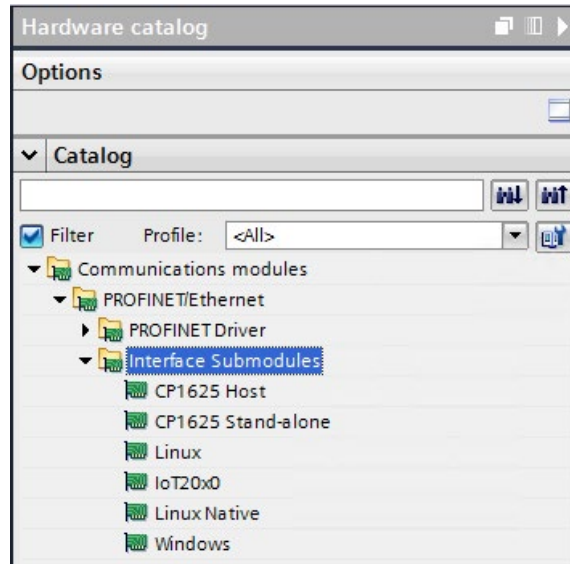 Hardware catalog
Options
Catalog
Filter Profile: <All>
Communications modules
PROFINET/Ethernet
PROFINET Driver
Interface Submodules
CP1625 Host
CP1625 Stand-alone
Linux
IoT20x0
Linux Native
Windows